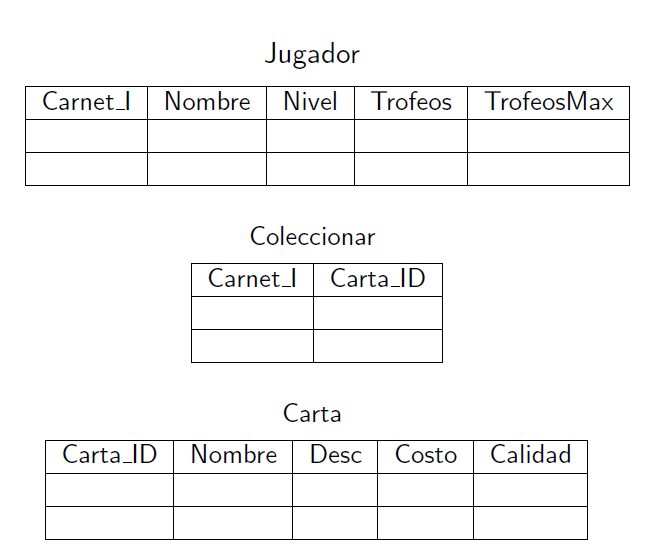 Jugador
Carnet_I Nombre Nivel Trofeos TrofeosMax
Coleccionar
Carnet_I Carta_ID
Carta
Carta_ID Nombre Desc Costo Calidad